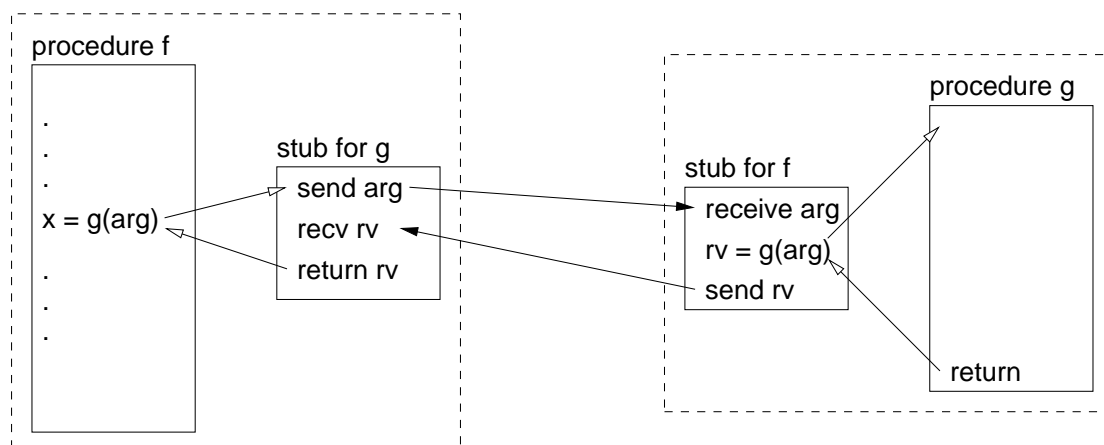 procedure f
.
.
.
x = g(arg)
.
.
.
stub for g
send arg
recv rv
return rv
stub for f
receive arg
rv = g(arg)
send rv
procedure g
return